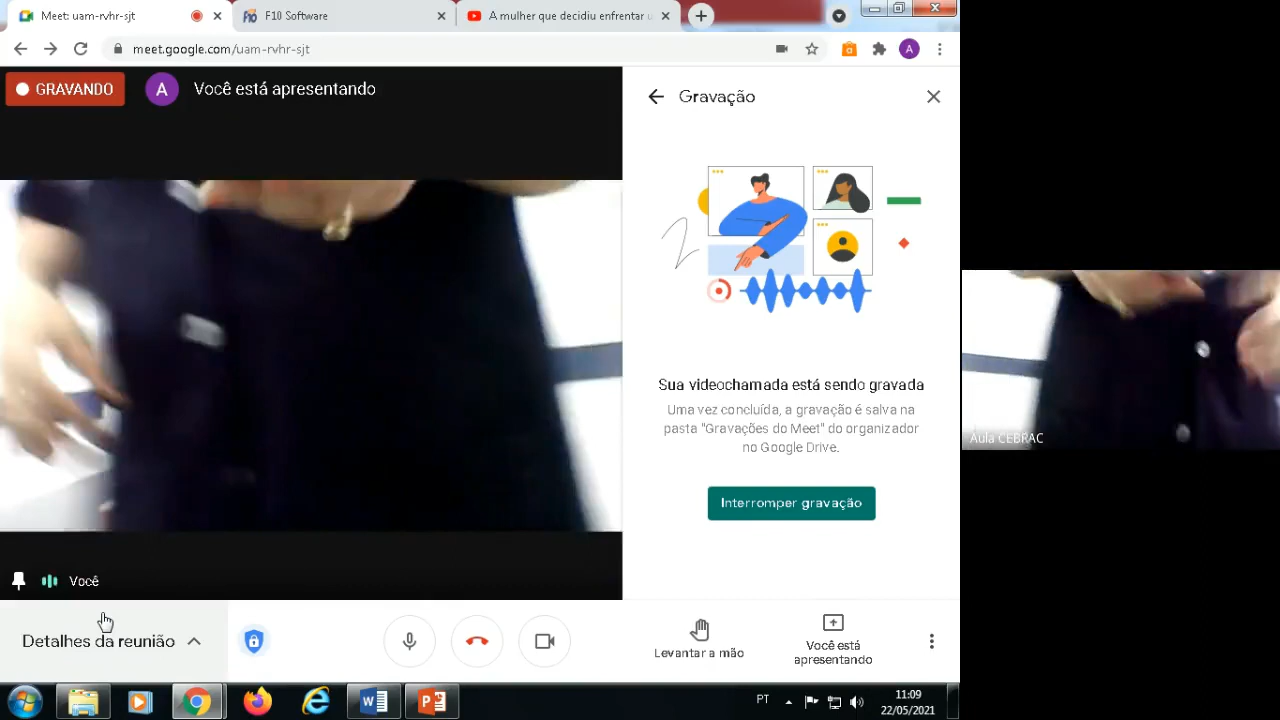 Meet: uam-rvhr-sjt
F10 Software
A mulher que decidiu enfrentar u
meet.google.com/uam-rvhr-sjt
A
GRAVANDO
A
Você está apresentando
Gravação
Sua videochamada está sendo gravada
Uma vez concluída, a gravação é salva na
pasta "Gravações do Meet" do organizador
no Google Drive.
Interromper gravação
Aula CEBRAC
Você
Detalhes da reunião
Levantar a mão
Você está
apresentando
PT
11:09
22/05/2021